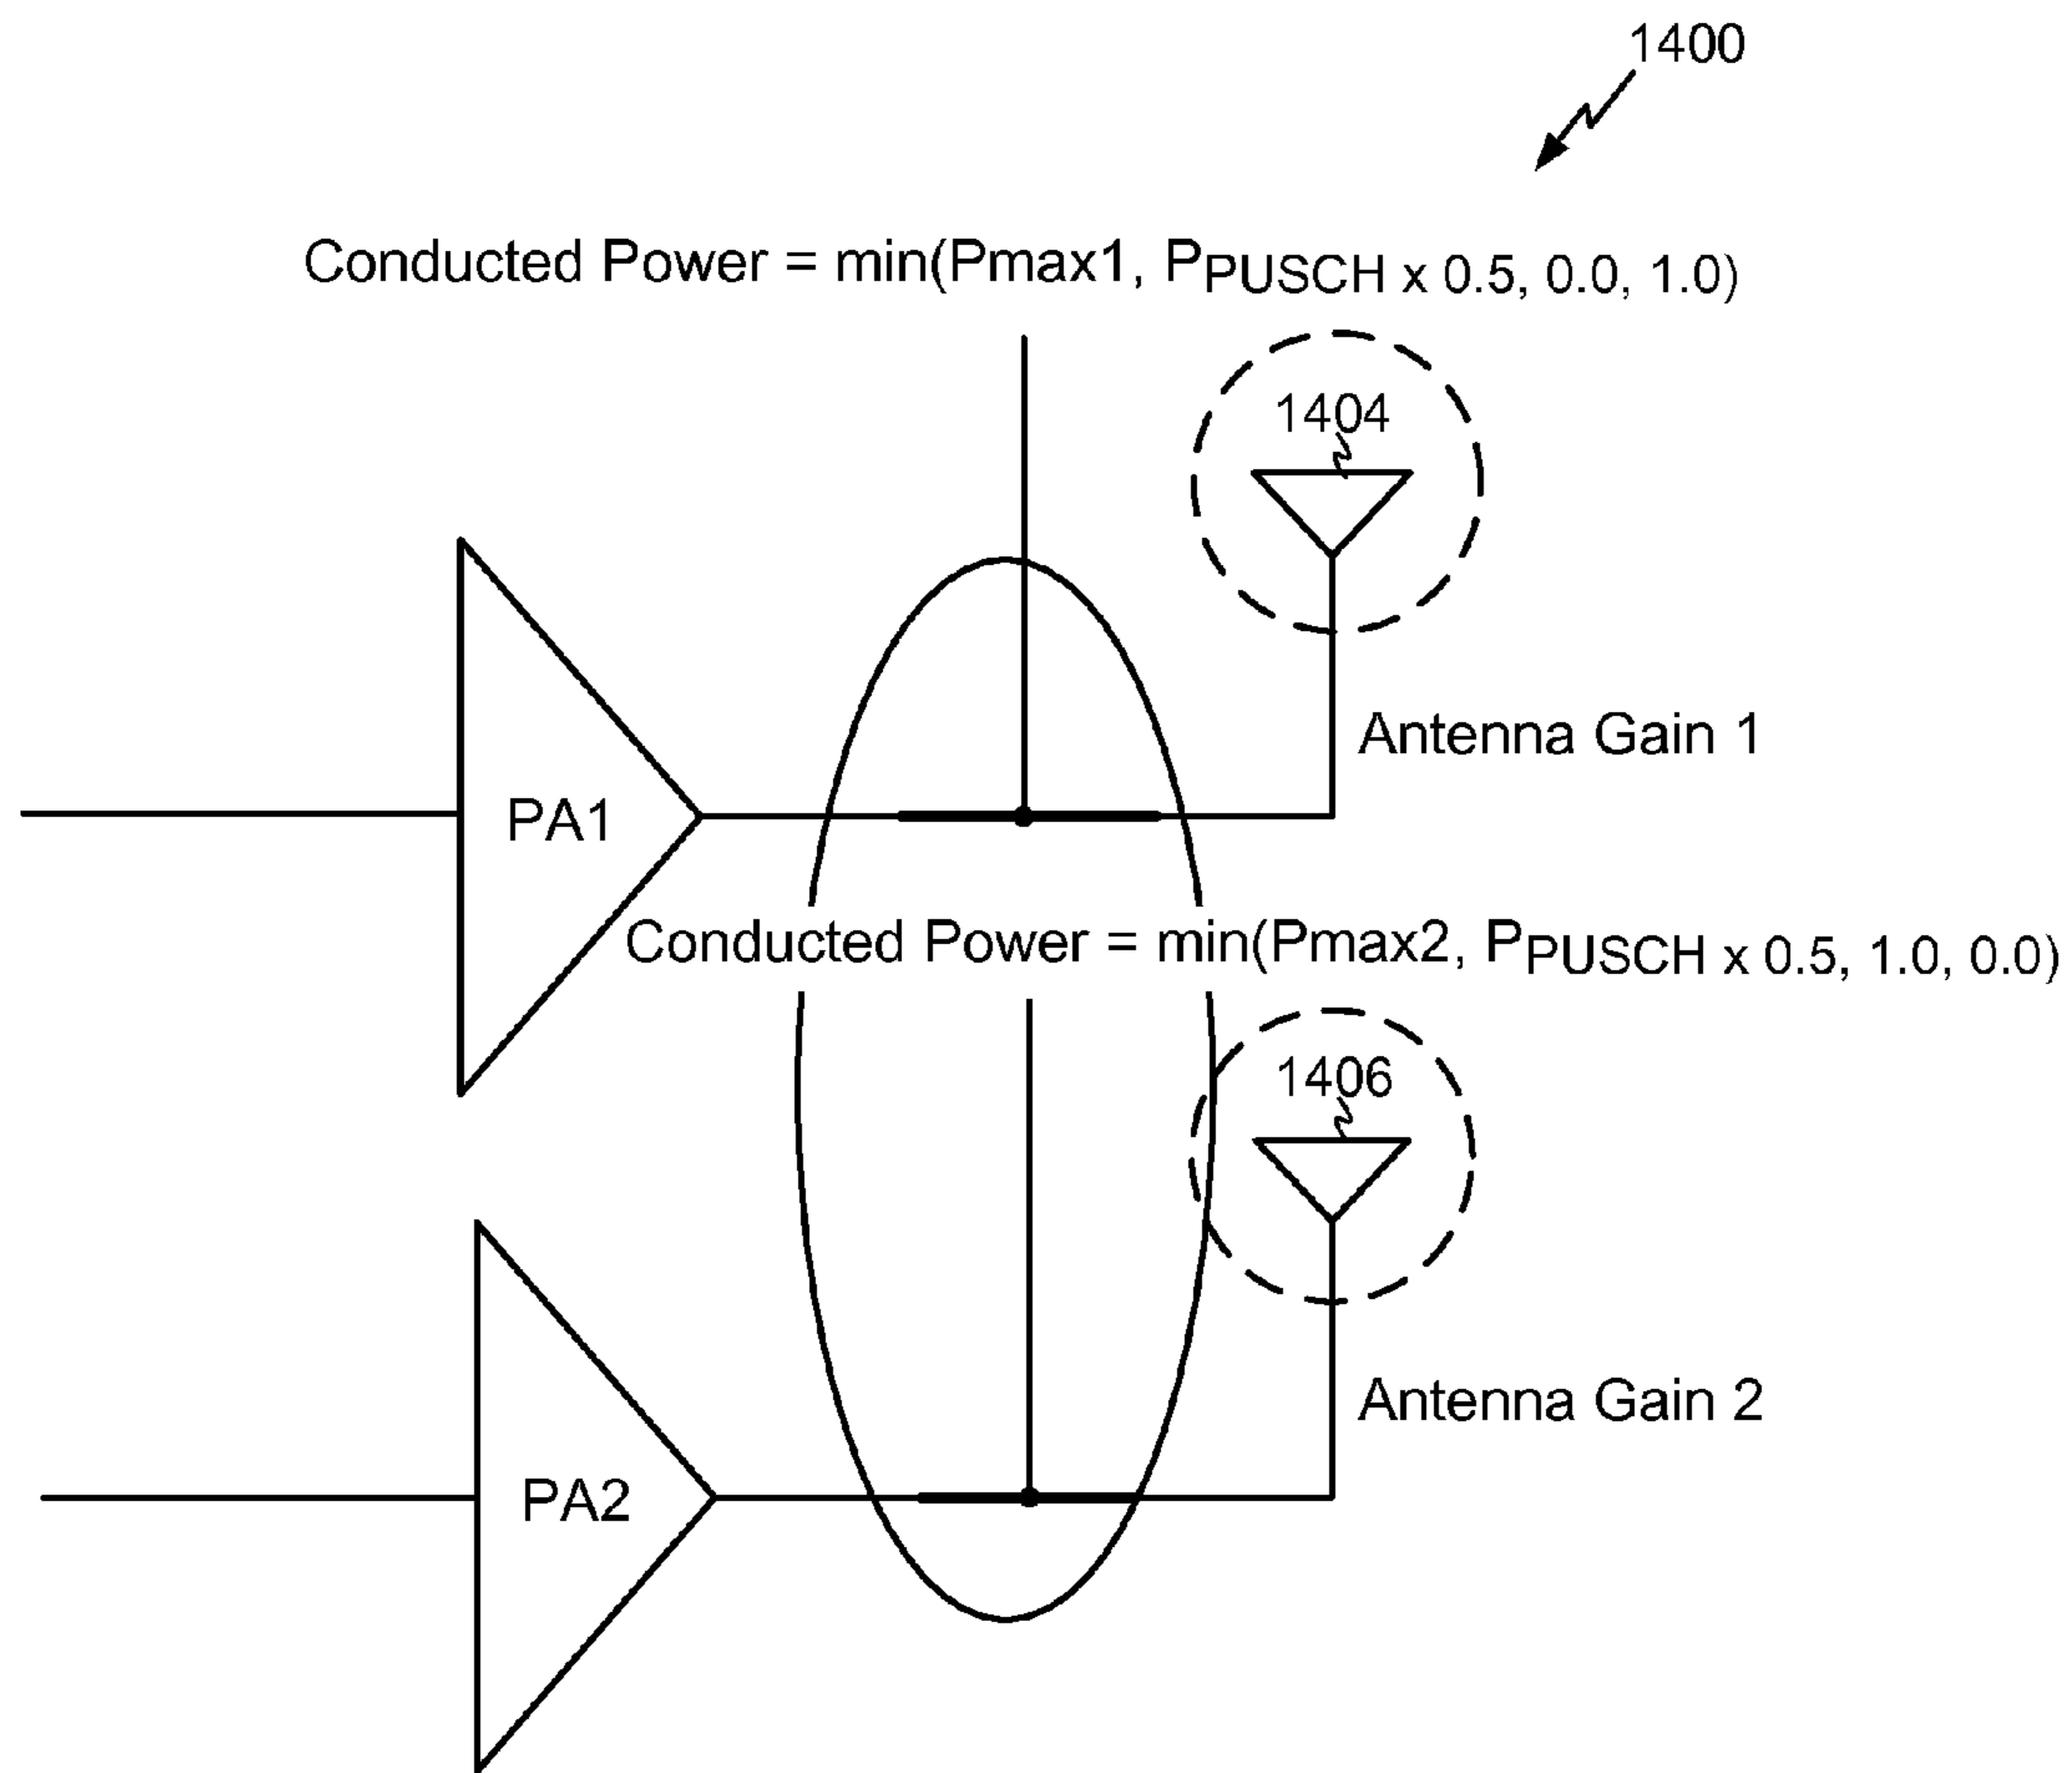 1400
Conducted Power = min(Pmax1, PPUSCH x 0.5, 0.0, 1.0)
1404
Antenna Gain 1
PA1
Conducted Power = min(Pmax2, PPUSCH x 0.5, 1.0, 0.0)
1406
Antenna Gain 2
PA2